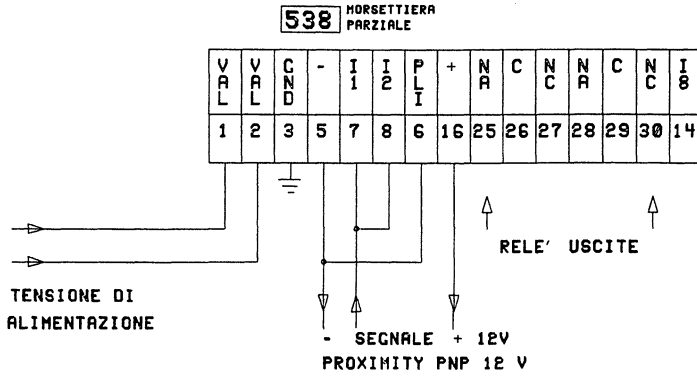 538 MORSETTIERA
PARZIALE
VAL VAL GND - I1 I2 PLI + NA C NC NA C NC I8
1 2 3 5 7 8 6 16 25 26 27 28 29 30 14
RELE' USCITE
TENSIONE DI
ALIMENTAZIONE
- SEGNALE + 12V
PROXIMITY PNP 12 V